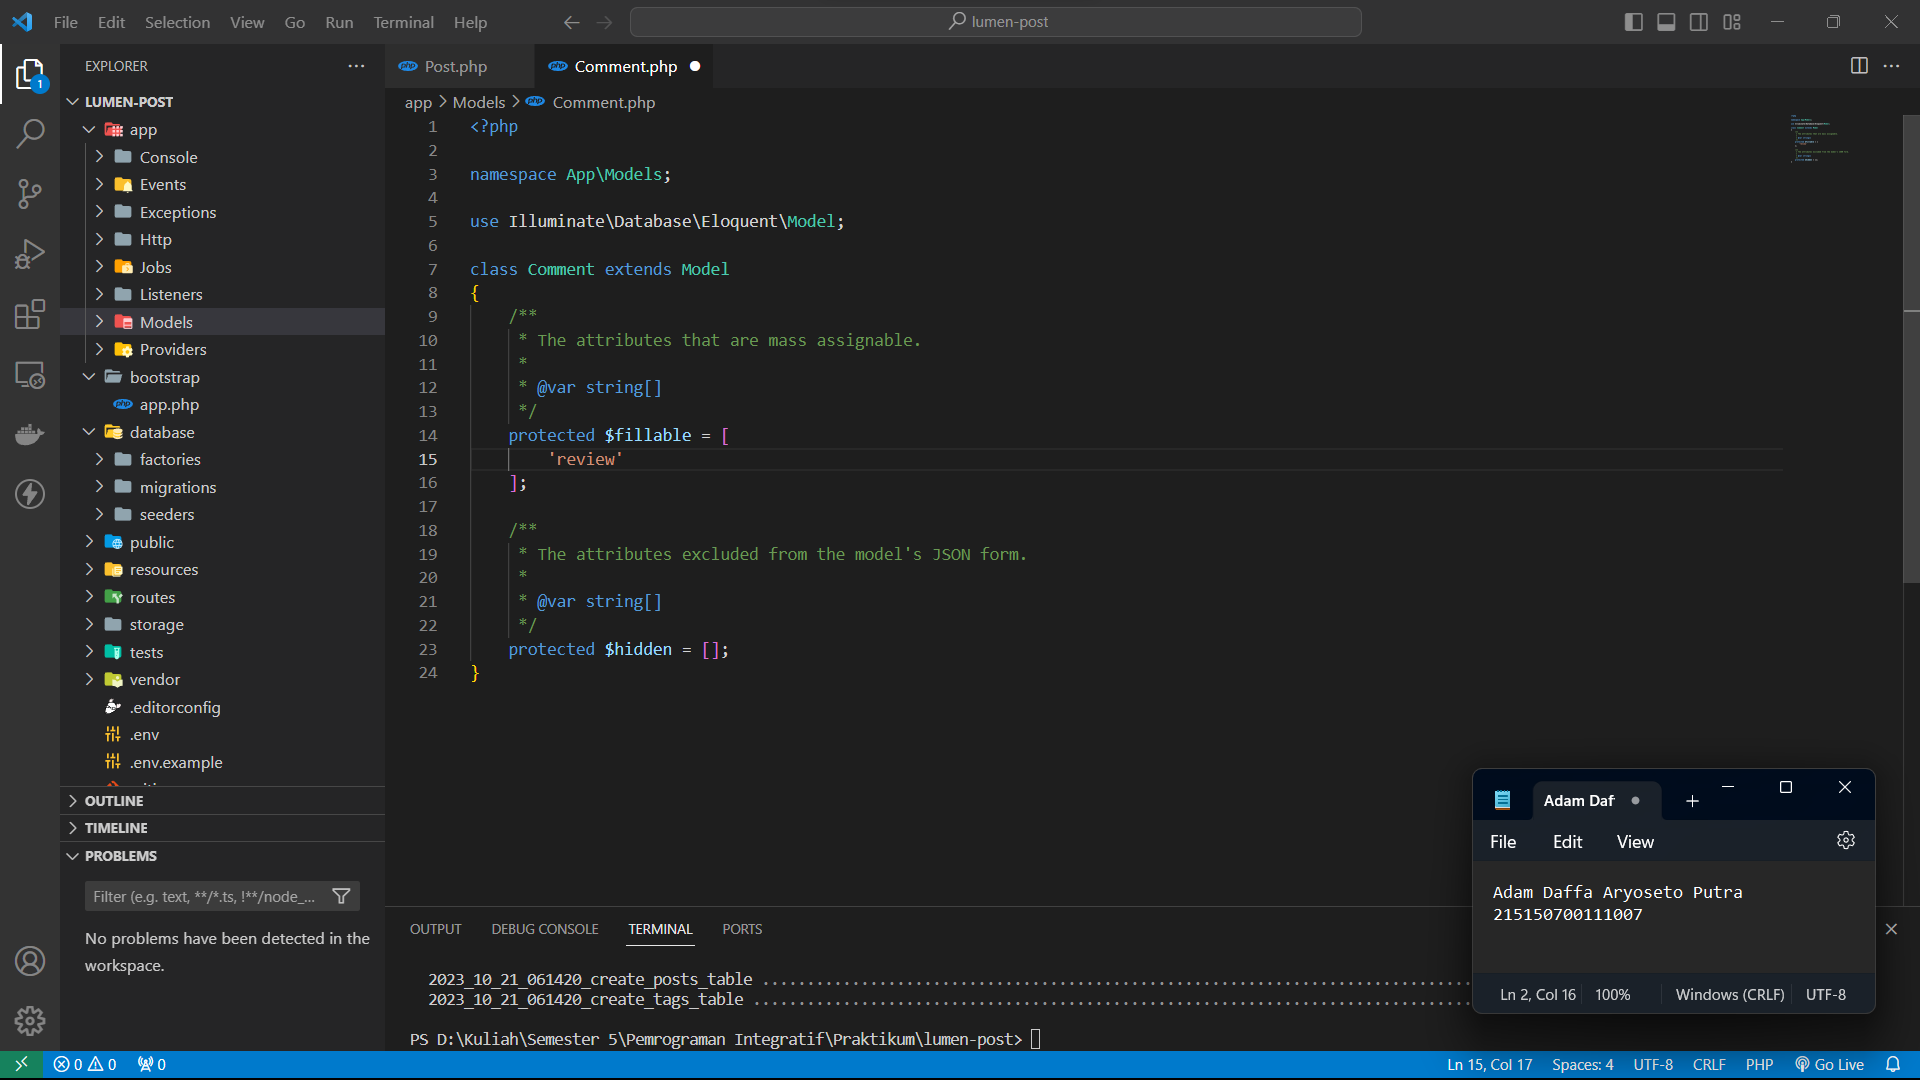 File Edit Selection View Go Run Terminal Help
lumen-post
EXPLORER
LUMEN-POST
app
Console
Events
Exceptions
Http
Jobs
Listeners
Models
Providers
bootstrap
app.php
database
factories
migrations
seeders
public
resources
routes
storage
tests
vendor
.editorconfig
.env
.env.example
OUTLINE
TIMELINE
PROBLEMS
Filter (e.g. text, **/*.ts, !**/node_...
No problems have been detected in the
workspace.
Post.php
Comment.php
app > Models > Comment.php
1 <?php
2
3 namespace App\Models;
4
5 use Illuminate\Database\Eloquent\Model;
6
7 class Comment extends Model
8 {
9     /**
10      * The attributes that are mass assignable.
11      *
12      * @var string[]
13      */
14     protected $fillable = [
15         'review'
16     ];
17
18     /**
19      * The attributes excluded from the model's JSON form.
20      *
21      * @var string[]
22      */
23     protected $hidden = [];
24 }
OUTPUT DEBUG CONSOLE TERMINAL PORTS
2023_10_21_061420_create_posts_table ..........................................................................
2023_10_21_061420_create_tags_table ...........................................................................
PS D:\Kuliah\Semester 5\Pemrograman Integratif\Praktikum\lumen-post>
Adam Daf
File Edit View
Adam Daffa Aryoseto Putra
215150700111007
Ln 2, Col 16 100% Windows (CRLF) UTF-8
1
0 0 0
Ln 15, Col 17 Spaces: 4 UTF-8 CRLF PHP Go Live